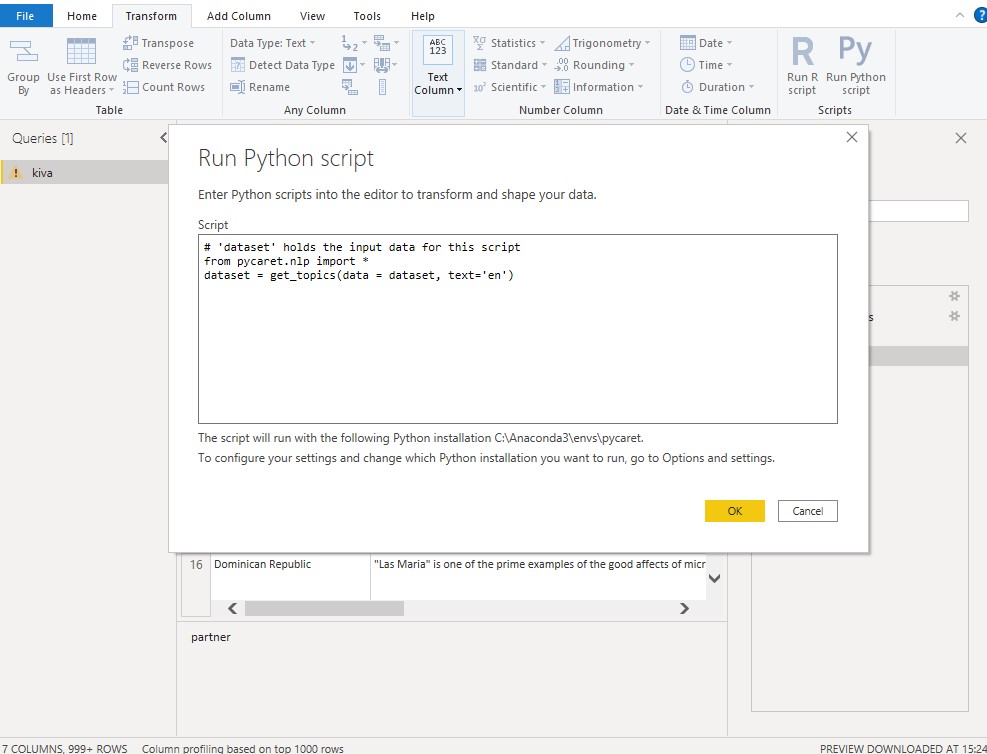 File Home Transform Add Column View Tools Help
Group By
Use First Row as Headers
Transpose
Reverse Rows
Count Rows
Table
Data Type: Text
Detect Data Type
Rename
1 2
Any Column
ABC 123
Text Column
Statistics
Standard
10² Scientific
Trigonometry
.00 Rounding
Information
Number Column
Date
Time
Duration
Date & Time Column
R
Run R script
Py
Run Python script
Scripts
Queries [1]
kiva
Run Python script
Enter Python scripts into the editor to transform and shape your data.
Script
# 'dataset' holds the input data for this script
from pycaret.nlp import *
dataset = get_topics(data = dataset, text='en')
The script will run with the following Python installation C:\Anaconda3\envs\pycaret.
To configure your settings and change which Python installation you want to run, go to Options and settings.
OK Cancel
s
16 Dominican Republic "Las Maria" is one of the prime examples of the good affects of micr
partner
7 COLUMNS, 999+ ROWS Column profiling based on top 1000 rows PREVIEW DOWNLOADED AT 15:24